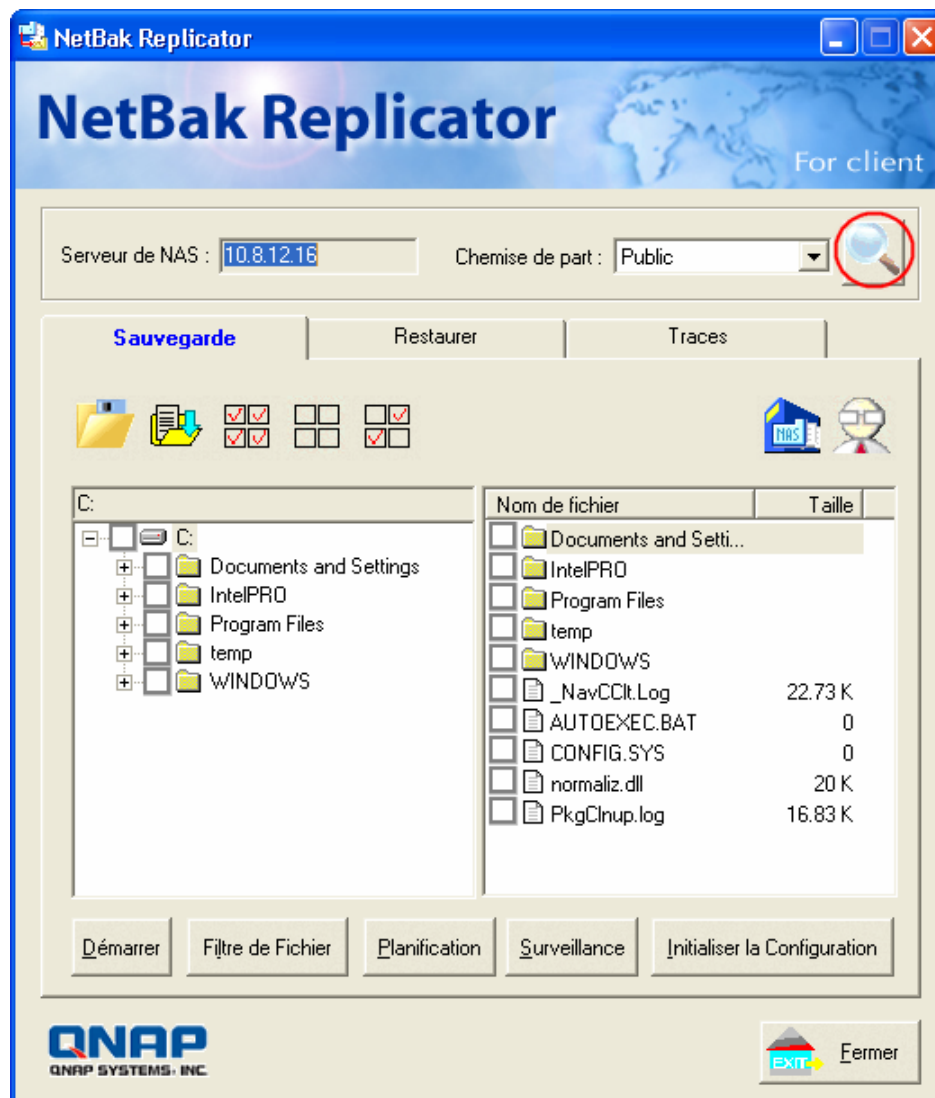 NetBak Replicator
NetBak Replicator
For client
Serveur de NAS : 10.8.12.16 Chemise de part : Public
Sauvegarde Restaurer Traces
NAS
C:
C:
Documents and Settings
IntelPRO
Program Files
temp
WINDOWS
Nom de fichier Taille
Documents and Setti...
IntelPRO
Program Files
temp
WINDOWS
_NavCClt.Log 22.73 K
AUTOEXEC.BAT 0
CONFIG.SYS 0
normaliz.dll 20 K
PkgClnup.log 16.83 K
Démarrer Filtre de Fichier Planification Surveillance Initialiser la Configuration
QNAP
QNAP SYSTEMS, INC.
EXIT Fermer